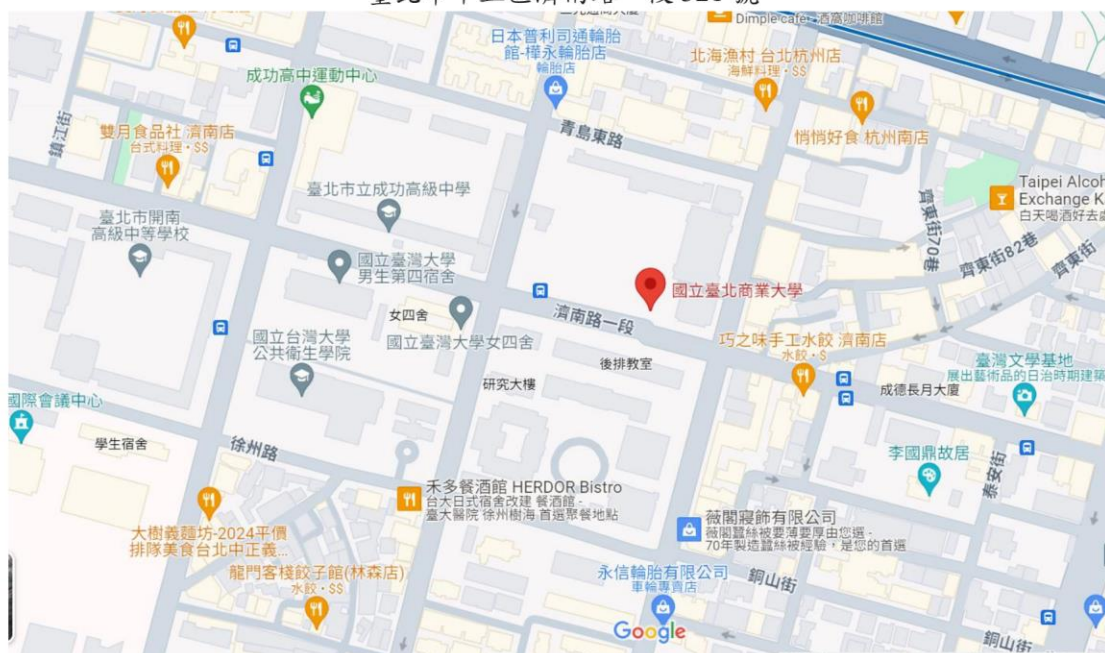 Dimple cafe - 酒窩咖啡館
日本普利司通輪胎
館-樺永輪胎店
輪胎店
北海漁村 台北杭州店
海鮮料理・$$
成功高中運動中心
悄悄好食 杭州南店
青島東路
鎮江街
雙月食品社 濟南店
台式料理・$$
臺北市立成功高級中學
Taipei Alcoh
Exchange K
白天喝酒好去處
齊東街70巷
齊東街82巷
齊東街
臺北市開南
高級中等學校
國立臺灣大學
男生第四宿舍
國立臺北商業大學
女四舍
濟南路一段
國立臺灣大學女四舍
國立台灣大學
公共衛生學院
巧之味手工水餃 濟南店
水餃・$
後排教室
臺灣文學基地
展出藝術品的日治時期建築
研究大樓
成德長月大廈
國際會議中心
學生宿舍
徐州路
李國鼎故居
泰安街
禾多餐酒館 HERDOR Bistro
台大日式宿舍改建 餐酒館 -
臺大醫院 徐州樹海 首選聚餐地點
大樹義麵坊-2024平價
排隊美食台北中正義...
薇閣寢飾有限公司
薇閣蠶絲被要薄要厚由您選 -
70年製造蠶絲被經驗，是您的首選
龍門客棧餃子館(林森店)
水餃・$$
永信輪胎有限公司
車輪專賣店
銅山街
Google
銅山街